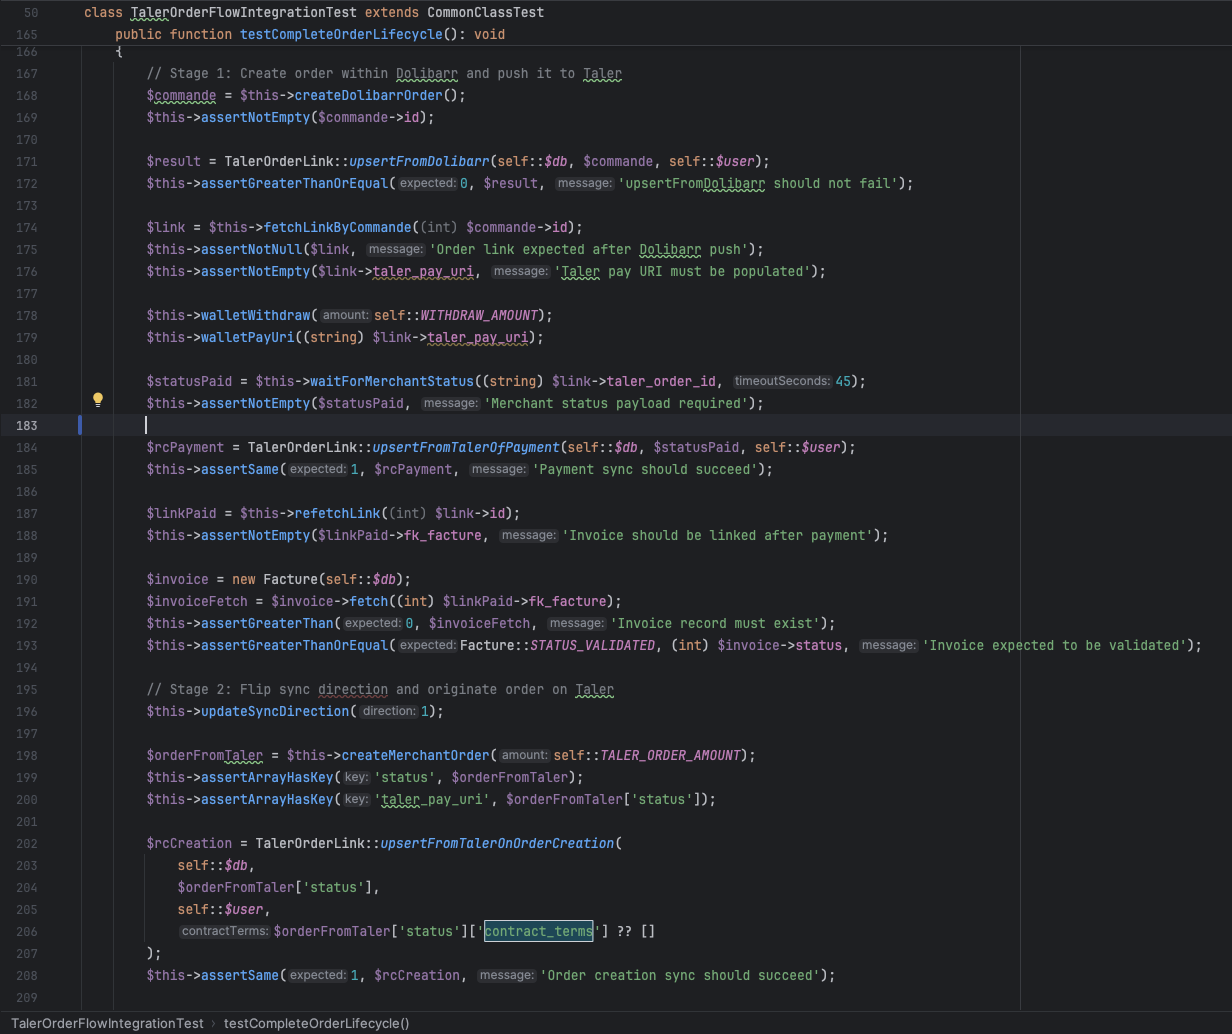 50 class TalerOrderFlowIntegrationTest extends CommonClassTest
165 public function testCompleteOrderLifecycle(): void
166 {
167 // Stage 1: Create order within Dolibarr and push it to Taler
168 $commande = $this->createDolibarrOrder();
169 $this->assertNotEmpty($commande->id);
170
171 $result = TalerOrderLink::upsertFromDolibarr(self::$db, $commande, self::$user);
172 $this->assertGreaterThanOrEqual( expected: 0, $result, message: 'upsertFromDolibarr should not fail');
173
174 $link = $this->fetchLinkByCommande((int) $commande->id);
175 $this->assertNotNull($link, message: 'Order link expected after Dolibarr push');
176 $this->assertNotEmpty($link->taler_pay_uri, message: 'Taler pay URI must be populated');
177
178 $this->walletWithdraw( amount: self::WITHDRAW_AMOUNT);
179 $this->walletPayUri((string) $link->taler_pay_uri);
180
181 $statusPaid = $this->waitForMerchantStatus((string) $link->taler_order_id, timeoutSeconds: 45);
182 $this->assertNotEmpty($statusPaid, message: 'Merchant status payload required');
183
184 $rcPayment = TalerOrderLink::upsertFromTalerOfPayment(self::$db, $statusPaid, self::$user);
185 $this->assertSame( expected: 1, $rcPayment, message: 'Payment sync should succeed');
186
187 $linkPaid = $this->refetchLink((int) $link->id);
188 $this->assertNotEmpty($linkPaid->fk_facture, message: 'Invoice should be linked after payment');
189
190 $invoice = new Facture(self::$db);
191 $invoiceFetch = $invoice->fetch((int) $linkPaid->fk_facture);
192 $this->assertGreaterThan( expected: 0, $invoiceFetch, message: 'Invoice record must exist');
193 $this->assertGreaterThanOrEqual( expected: Facture::STATUS_VALIDATED, (int) $invoice->status, message: 'Invoice expected to be validated');
194
195 // Stage 2: Flip sync direction and originate order on Taler
196 $this->updateSyncDirection( direction: 1);
197
198 $orderFromTaler = $this->createMerchantOrder( amount: self::TALER_ORDER_AMOUNT);
199 $this->assertArrayHasKey( key: 'status', $orderFromTaler);
200 $this->assertArrayHasKey( key: 'taler_pay_uri', $orderFromTaler['status']);
201
202 $rcCreation = TalerOrderLink::upsertFromTalerOnOrderCreation(
203 self::$db,
204 $orderFromTaler['status'],
205 self::$user,
206 contractTerms: $orderFromTaler['status']['contract_terms'] ?? []
207 );
208 $this->assertSame( expected: 1, $rcCreation, message: 'Order creation sync should succeed');
209
TalerOrderFlowIntegrationTest › testCompleteOrderLifecycle()